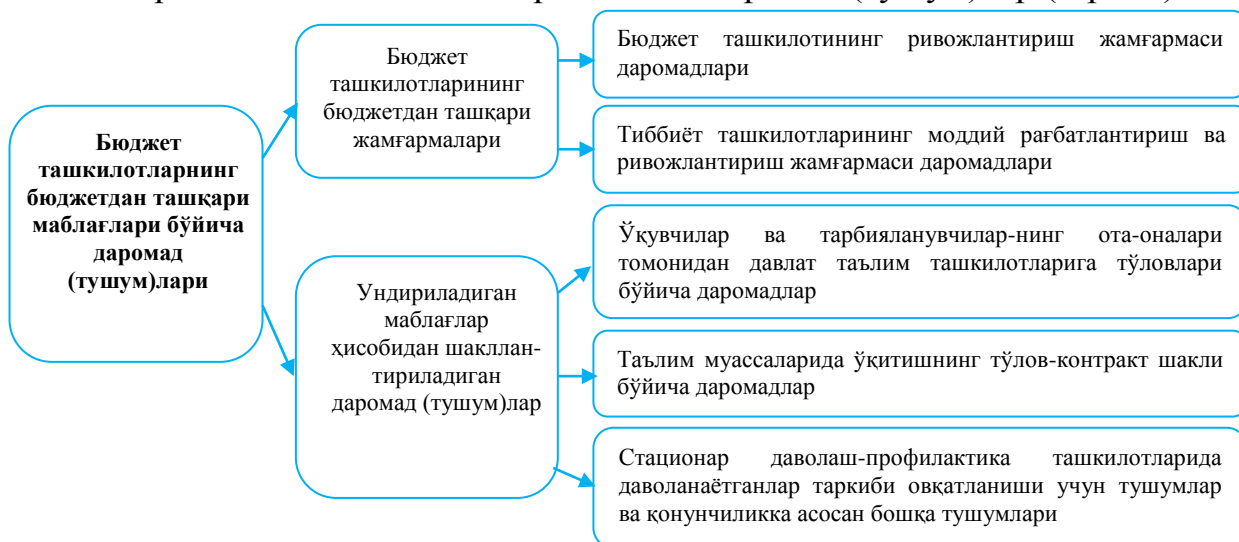 Бюджет
ташкилотларнинг
бюджетдан ташқари
маблағлари бўйича
даромад
(тушум)лари
Бюджет
ташкилотларининг
бюджетдан ташқари
жамғармалари
Бюджет ташкилотининг ривожлантириш жамғармаси
даромадлари
Тиббиёт ташкилотларининг моддий рағбатлантириш ва
ривожлантириш жамғармаси даромадлари
Ундириладиган
маблағлар
ҳисобидан шакллан-
тириладиган
даромад (тушум)лар
Ўқувчилар ва тарбияланувчилар-нинг ота-оналари
томонидан давлат таълим ташкилотларига тўловлари
бўйича даромадлар
Таълим муассаларида ўқитишнинг тўлов-контракт шакли
бўйича даромадлар
Стационар даволаш-профилактика ташкилотларида
даволанаётганлар таркиби овқатланиши учун тушумлар
ва қонунчиликка асосан бошқа тушумлари